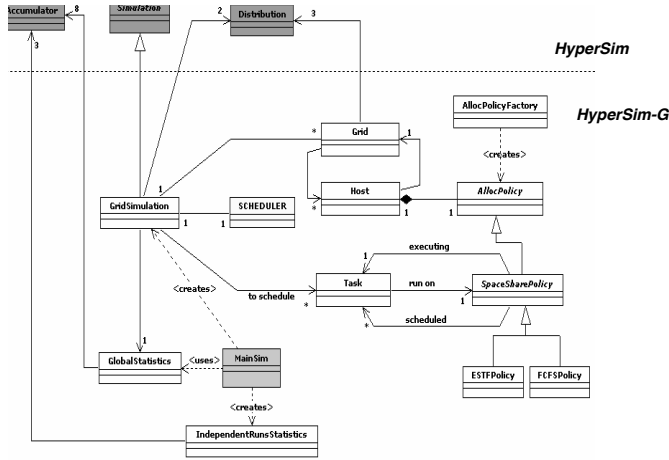 Accumulator
8
Simulation
2
Distribution
3
3
HyperSim
AllocPolicyFactory
HyperSim-G
*
Grid
1
<creates>
1
*
Host
1
1
AllocPolicy
GridSimulation
1
1
SCHEDULER
executing
1
<creates>
to schedule
*
Task
run on
1
SpaceSharePolicy
*
scheduled
1
GlobalStatistics
<uses>
MainSim
ESTFPolicy
FCFSPolicy
<creates>
IndependentRunsStatistics